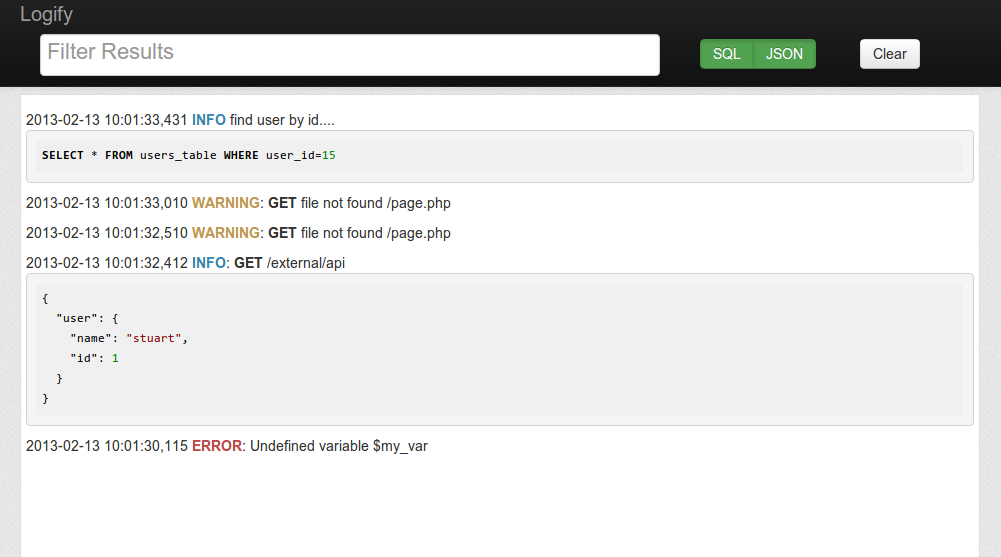 Logify
Filter Results
SQL JSON Clear
2013-02-13 10:01:33,431 INFO find user by id....
SELECT * FROM users_table WHERE user_id=15
2013-02-13 10:01:33,010 WARNING: GET file not found /page.php
2013-02-13 10:01:32,510 WARNING: GET file not found /page.php
2013-02-13 10:01:32,412 INFO: GET /external/api
{
  "user": {
    "name": "stuart",
    "id": 1
  }
}
2013-02-13 10:01:30,115 ERROR: Undefined variable $my_var